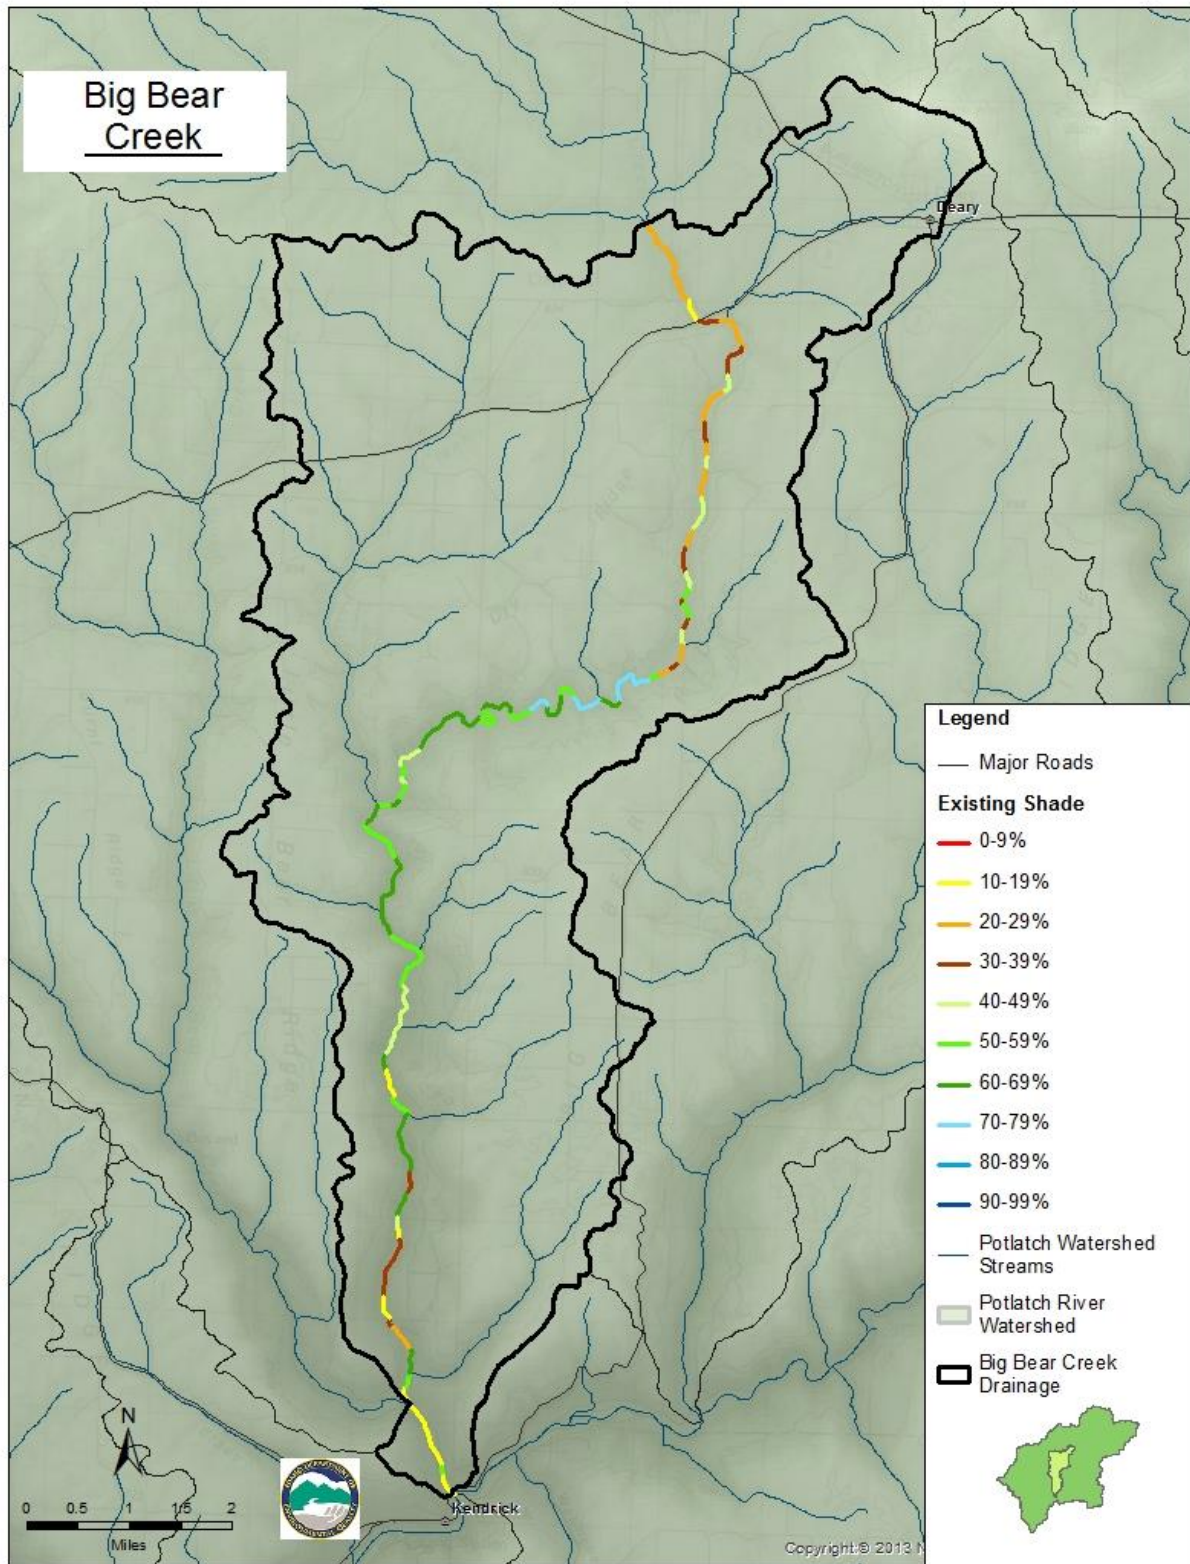 Big Bear
Creek
Deary
Legend
Major Roads
Existing Shade
0-9%
10-19%
20-29%
30-39%
40-49%
50-59%
60-69%
70-79%
80-89%
90-99%
Potlatch Watershed
Streams
Potlatch River
Watershed
Big Bear Creek
Drainage
N
0 0.5 1 1.5 2
Miles
Kendrick
Copyright:© 2013 N